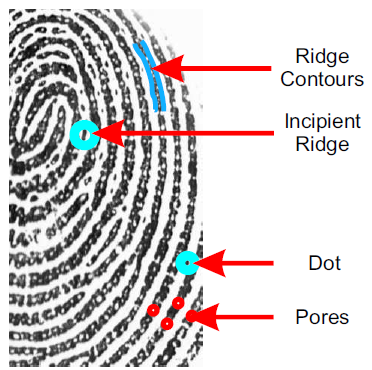 Ridge
Contours
Incipient
Ridge
Dot
Pores